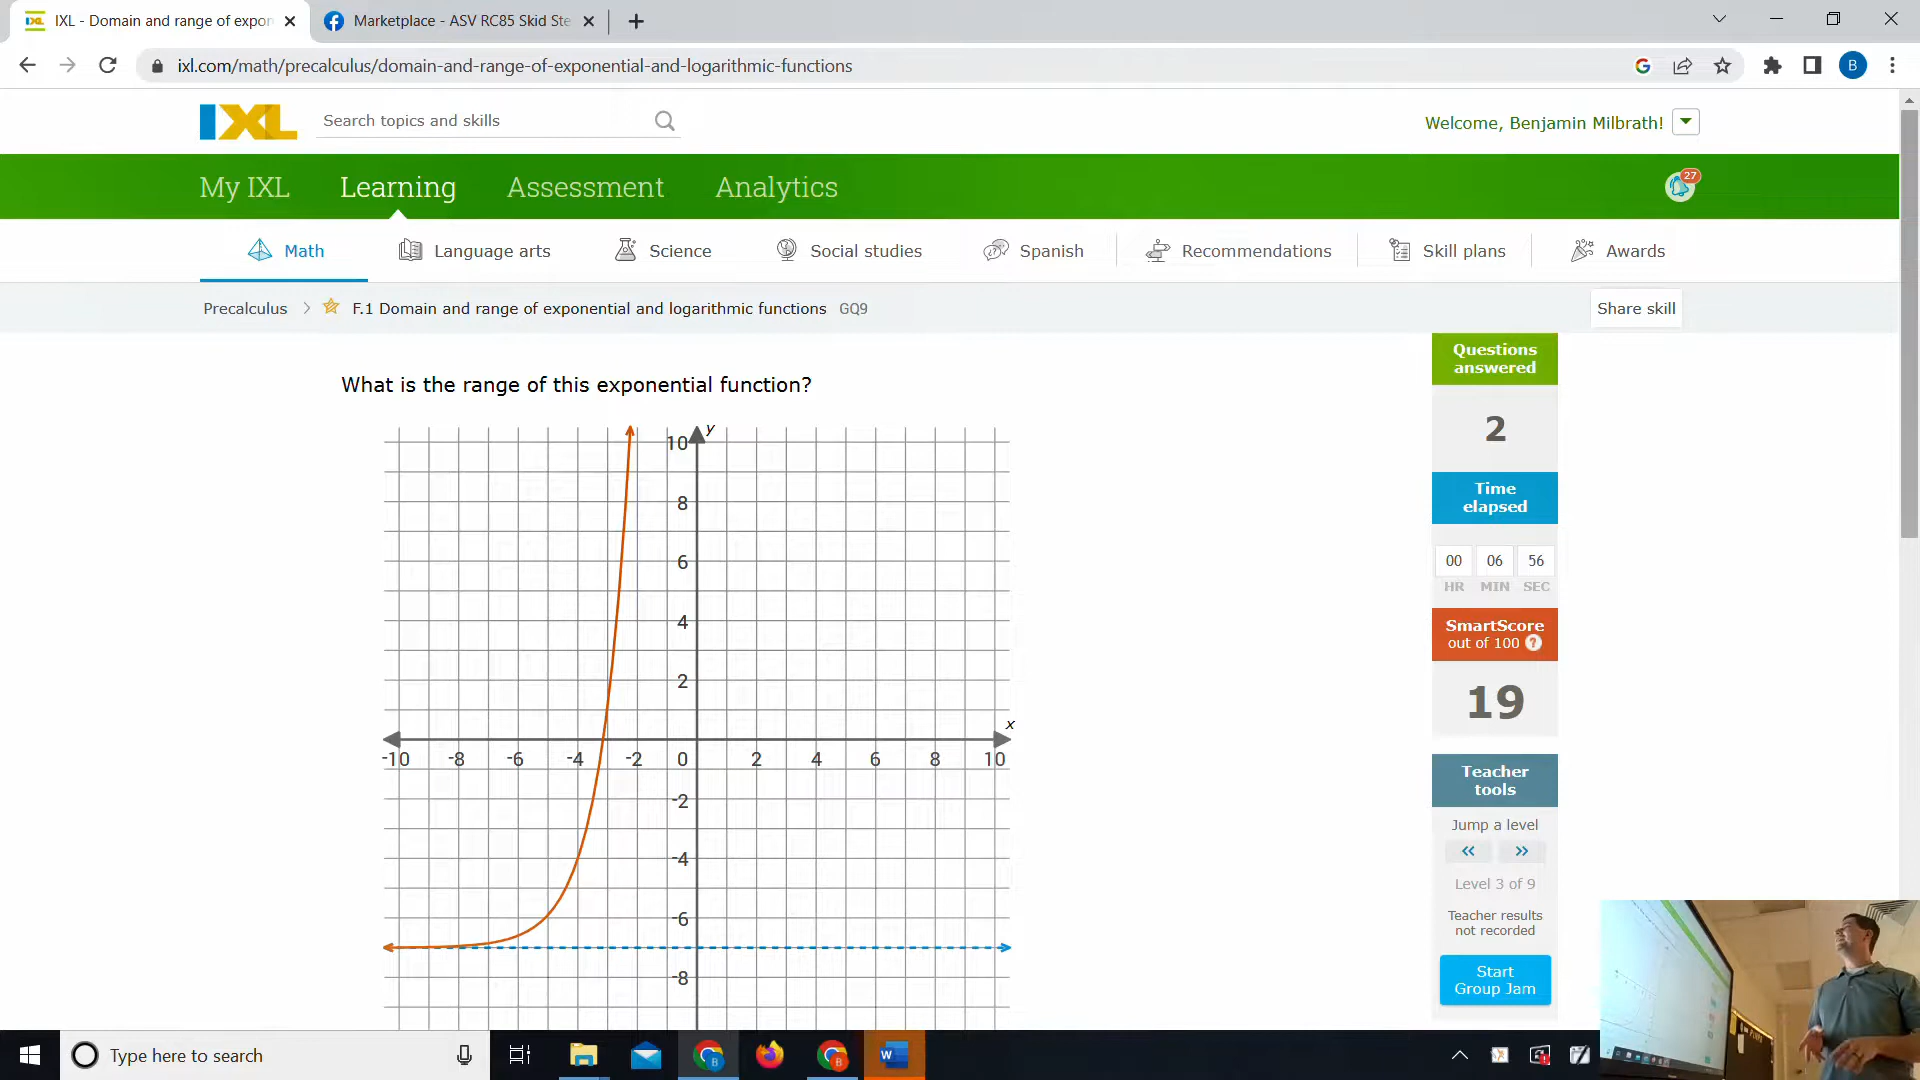 IXL - Domain and range of expon
Marketplace - ASV RC85 Skid Ste
ixl.com/math/precalculus/domain-and-range-of-exponential-and-logarithmic-functions
B
IXL
Search topics and skills
Welcome, Benjamin Milbrath!
My IXL
Learning
Assessment
Analytics
27
Math
Language arts
Science
Social studies
Spanish
Recommendations
Skill plans
Awards
Precalculus
F.1 Domain and range of exponential and logarithmic functions GQ9
Share skill
What is the range of this exponential function?
y
10
8
6
4
2
x
-10 -8 -6 -4 -2 0 2 4 6 8 10
-2
-4
-6
-8
Questions
answered
2
Time
elapsed
00 06 56
HR MIN SEC
SmartScore
out of 100 ?
19
Teacher
tools
Jump a level
<< >>
Level 3 of 9
Teacher results
not recorded
Start
Group Jam
Type here to search